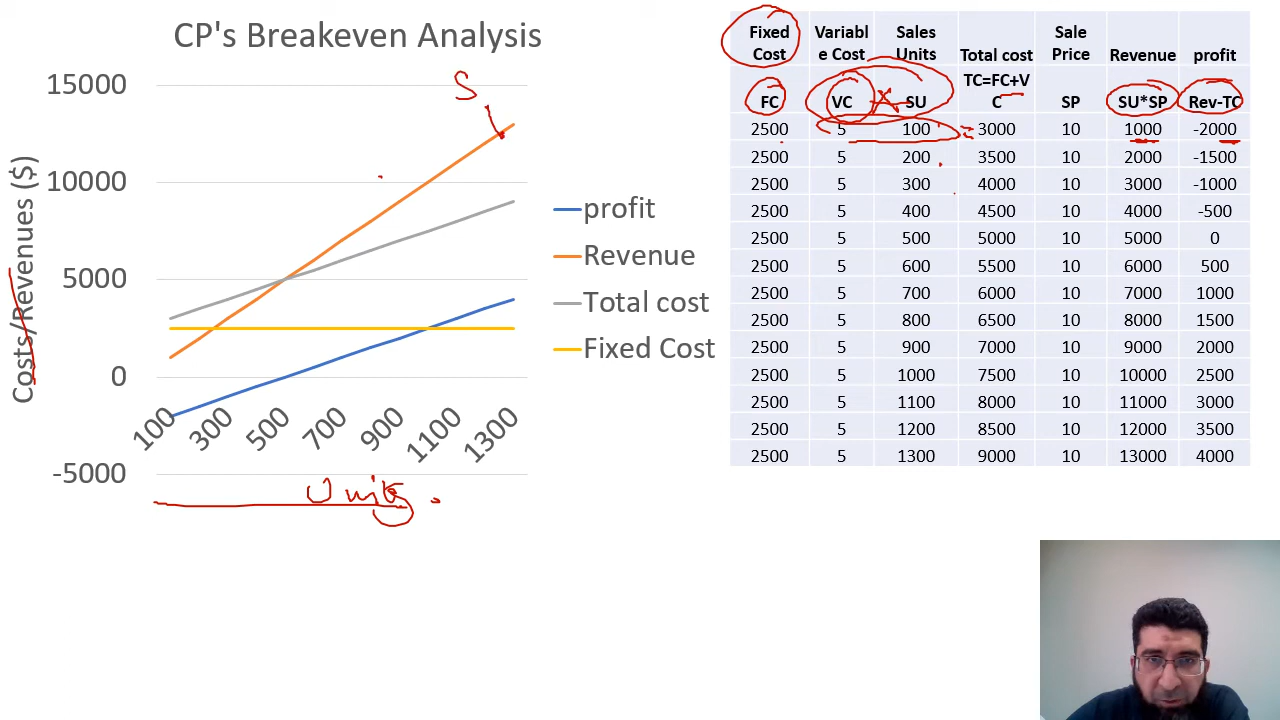 CP's Breakeven Analysis
S
15000
10000
5000
0
-5000
Costs/Revenues ($)
100 300 500 700 900 1100 1300
Units
profit
Revenue
Total cost
Fixed Cost
Fixed Cost Variabl e Cost Sales Units Total cost Sale Price Revenue profit
FC VC X SU TC=FC+V C SP SU*SP Rev-TC
2500 5 100 = 3000 10 1000 -2000
2500 5 200 3500 10 2000 -1500
2500 5 300 4000 10 3000 -1000
2500 5 400 4500 10 4000 -500
2500 5 500 5000 10 5000 0
2500 5 600 5500 10 6000 500
2500 5 700 6000 10 7000 1000
2500 5 800 6500 10 8000 1500
2500 5 900 7000 10 9000 2000
2500 5 1000 7500 10 10000 2500
2500 5 1100 8000 10 11000 3000
2500 5 1200 8500 10 12000 3500
2500 5 1300 9000 10 13000 4000